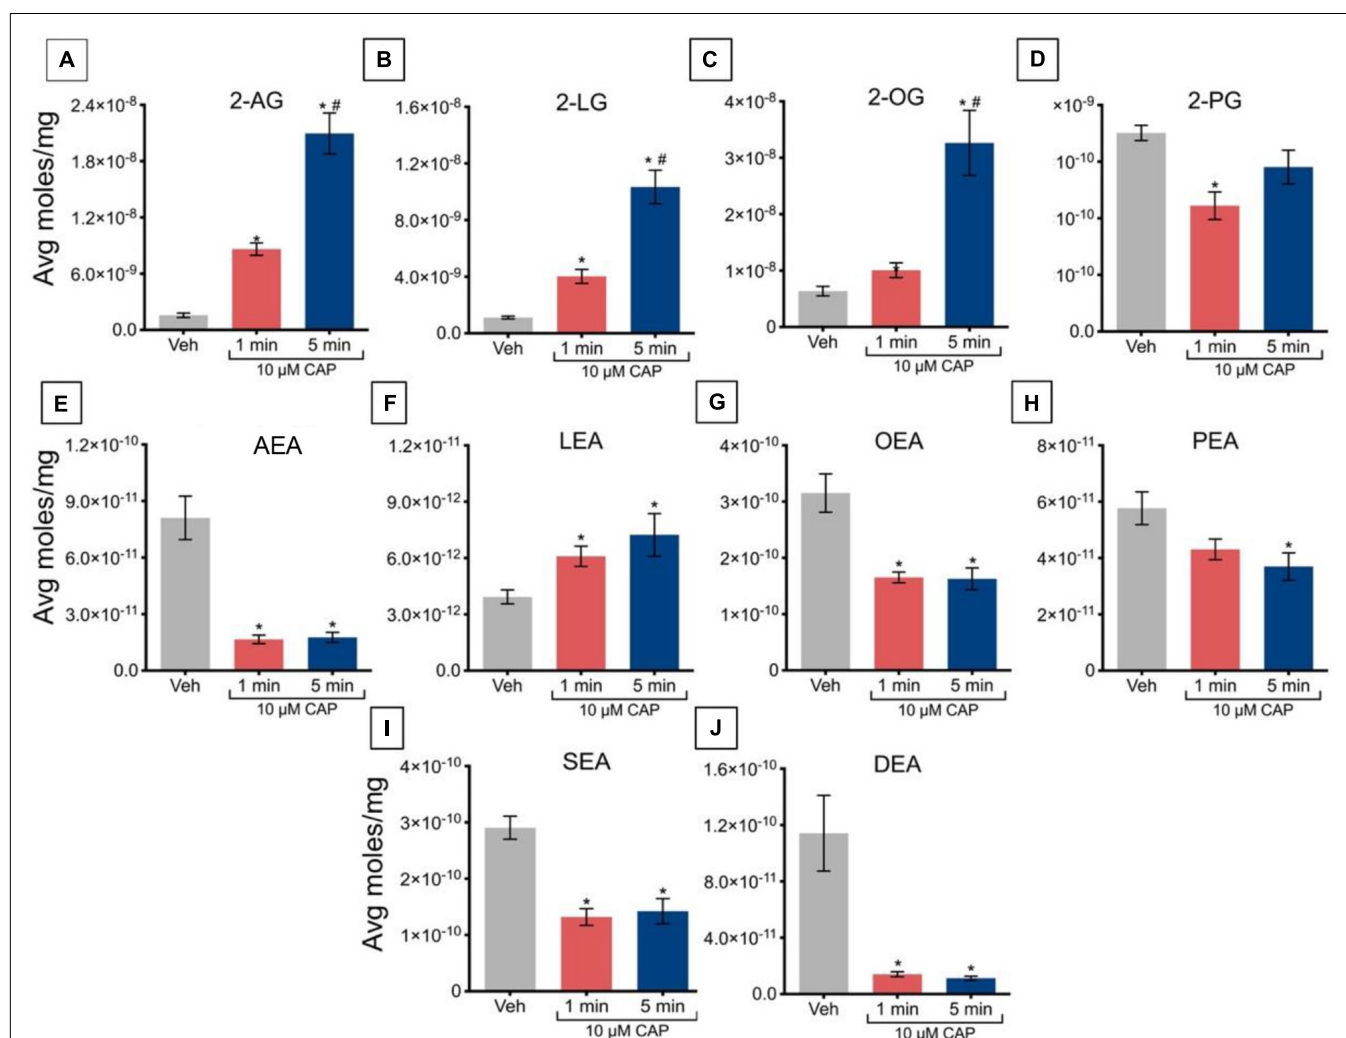 A
B
C
D
2-AG
2-LG
2-OG
2-PG
Avg moles/mg
2.4×10⁻⁸
1.8×10⁻⁸
1.2×10⁻⁸
6.0×10⁻⁹
0.0
* 
* #
Veh 1 min 5 min
10 µM CAP
1.6×10⁻⁸
1.2×10⁻⁸
8.0×10⁻⁹
4.0×10⁻⁹
0.0
*
* #
Veh 1 min 5 min
10 µM CAP
4×10⁻⁸
3×10⁻⁸
2×10⁻⁸
1×10⁻⁸
0
*
* #
Veh 1 min 5 min
10 µM CAP
×10⁻⁹
10⁻¹⁰
10⁻¹⁰
10⁻¹⁰
0.0
*
Veh 1 min 5 min
10 µM CAP
E
F
G
H
AEA
LEA
OEA
PEA
Avg moles/mg
1.2×10⁻¹⁰
9.0×10⁻¹¹
6.0×10⁻¹¹
3.0×10⁻¹¹
0.0
*
*
Veh 1 min 5 min
10 µM CAP
1.2×10⁻¹¹
9.0×10⁻¹²
6.0×10⁻¹²
3.0×10⁻¹²
0.0
*
*
Veh 1 min 5 min
10 µM CAP
4×10⁻¹⁰
3×10⁻¹⁰
2×10⁻¹⁰
1×10⁻¹⁰
0
*
*
Veh 1 min 5 min
10 µM CAP
8×10⁻¹¹
6×10⁻¹¹
4×10⁻¹¹
2×10⁻¹¹
0
*
Veh 1 min 5 min
10 µM CAP
I
J
SEA
DEA
Avg moles/mg
4×10⁻¹⁰
3×10⁻¹⁰
2×10⁻¹⁰
1×10⁻¹⁰
0
*
*
Veh 1 min 5 min
10 µM CAP
1.6×10⁻¹⁰
1.2×10⁻¹⁰
8.0×10⁻¹¹
4.0×10⁻¹¹
0.0
*
*
Veh 1 min 5 min
10 µM CAP